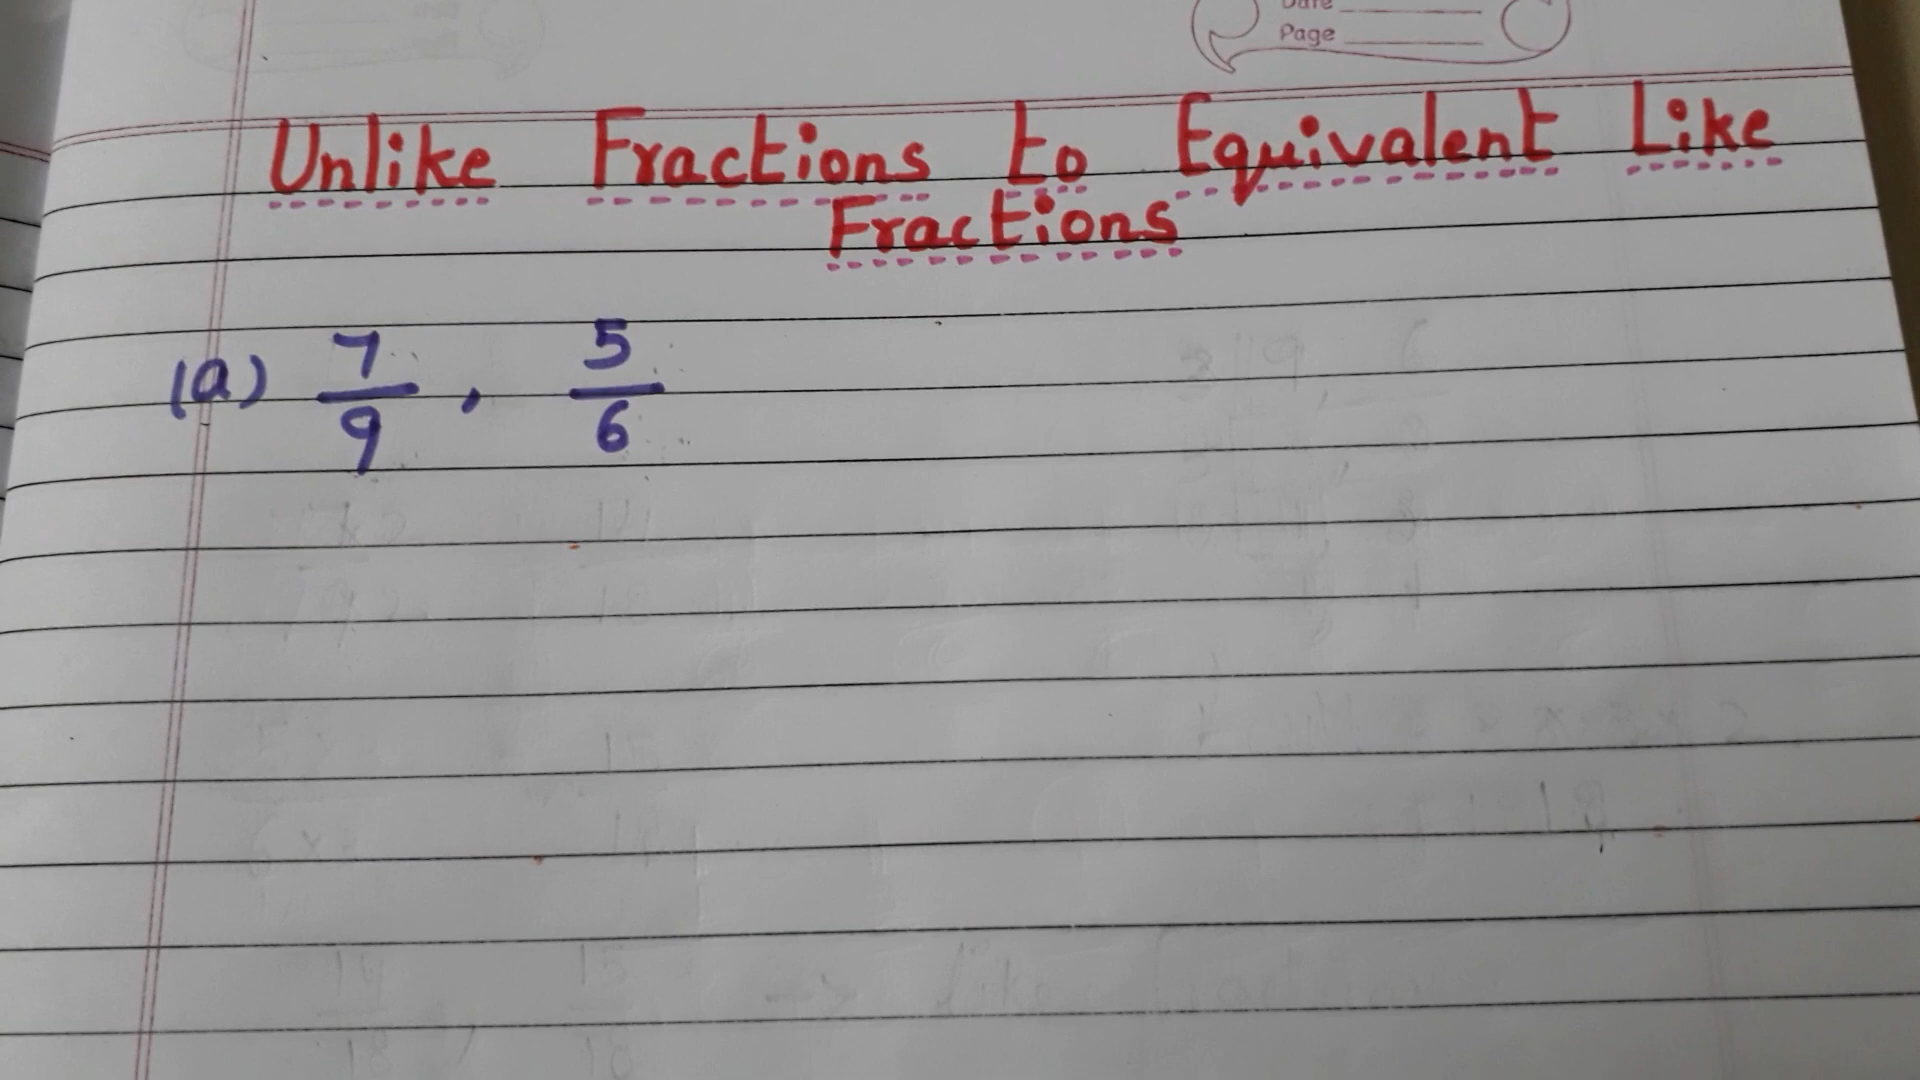 Date
Page
Unlike Fractions to Equivalent Like
Fractions
(a) 7/9 , 5/6